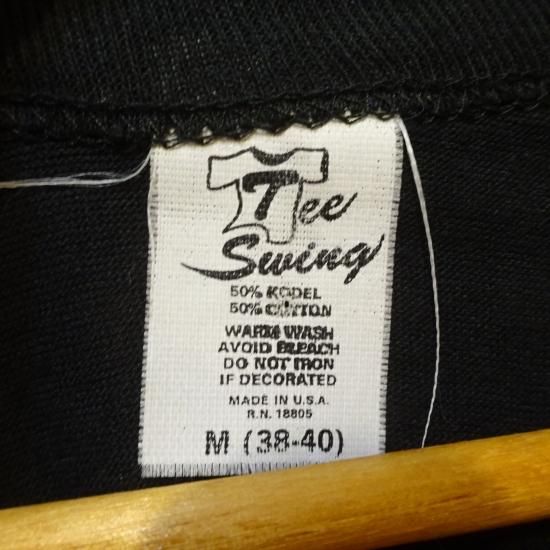 Tee
Swing
50% KODEL
50% COTTON
WARM WASH
AVOID BLEACH
DO NOT IRON
IF DECORATED
MADE IN U.S.A.
R.N. 18805
M (38-40)